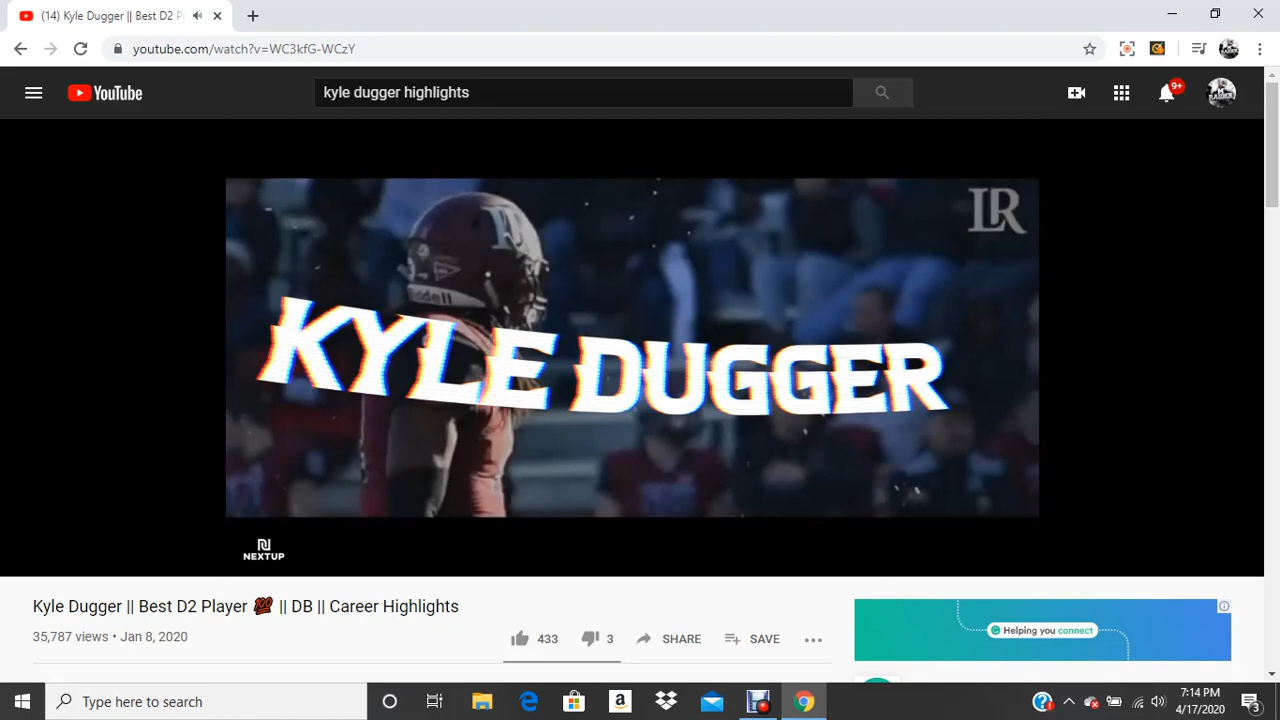 (14) Kyle Dugger || Best D2 P
youtube.com/watch?v=WC3kfG-WCzY
YouTube
kyle dugger highlights
9+
LR
Riddell
KYLE DUGGER
NEXTUP
Kyle Dugger || Best D2 Player 💯 || DB || Career Highlights
35,787 views • Jan 8, 2020
433
3
SHARE
SAVE
Helping you connect
Type here to search
7:14 PM
4/17/2020
3